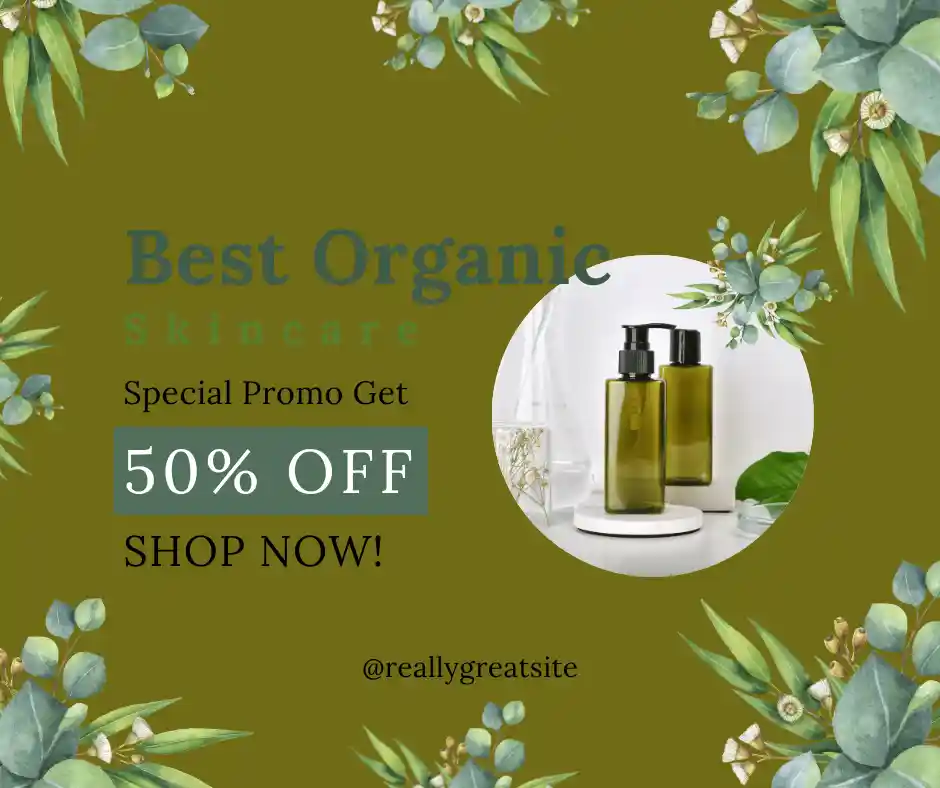 Best Organic
Skincare
Special Promo Get
50% OFF
SHOP NOW!
@reallygreatsite